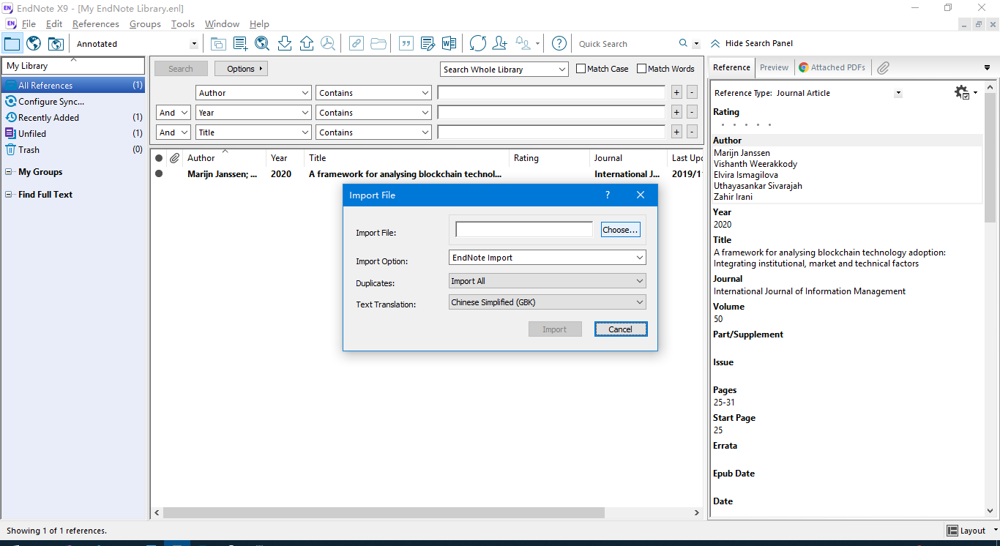 EndNote X9 - [My EndNote Library.enl]
EN File Edit References Groups Tools Window Help
Annotated
Quick Search
Hide Search Panel
My Library
All References (1)
Configure Sync...
Recently Added (1)
Unfiled (1)
Trash (0)
My Groups
Find Full Text
Search Options Search Whole Library Match Case Match Words
Author Contains + -
And Year Contains + -
And Title Contains + -
Author Year Title Rating Journal Last Upd
Marijn Janssen; ... 2020 A framework for analysing blockchain technol... International J... 2019/1
Import File ?
Import File: Choose...
Import Option: EndNote Import
Duplicates: Import All
Text Translation: Chinese Simplified (GBK)
Import Cancel
Reference Preview Attached PDFs
Reference Type: Journal Article
Rating
Author
Marijn Janssen
Vishanth Weerakkody
Elvira Ismagilova
Uthayasankar Sivarajah
Zahir Irani
Year
2020
Title
A framework for analysing blockchain technology adoption:
Integrating institutional, market and technical factors
Journal
International Journal of Information Management
Volume
50
Part/Supplement
Issue
Pages
25-31
Start Page
25
Errata
Epub Date
Date
Showing 1 of 1 references.
Layout